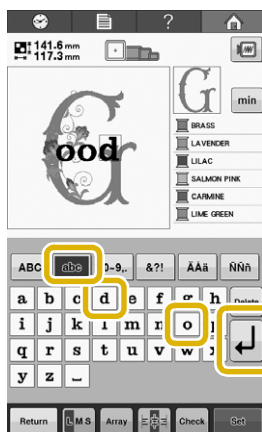 ?
141.6 mm
117.3 mm
G
G
min
ood
BRASS
LAVENDER
LILAC
SALMON PINK
CARMINE
LIME GREEN
ABC abc 0-9,. &?! ÄÅä ÑÑñ
a b c d e f g h Delete
i j k l m n o p
q r s t u v w x
y z
Return L M S Array Check Set